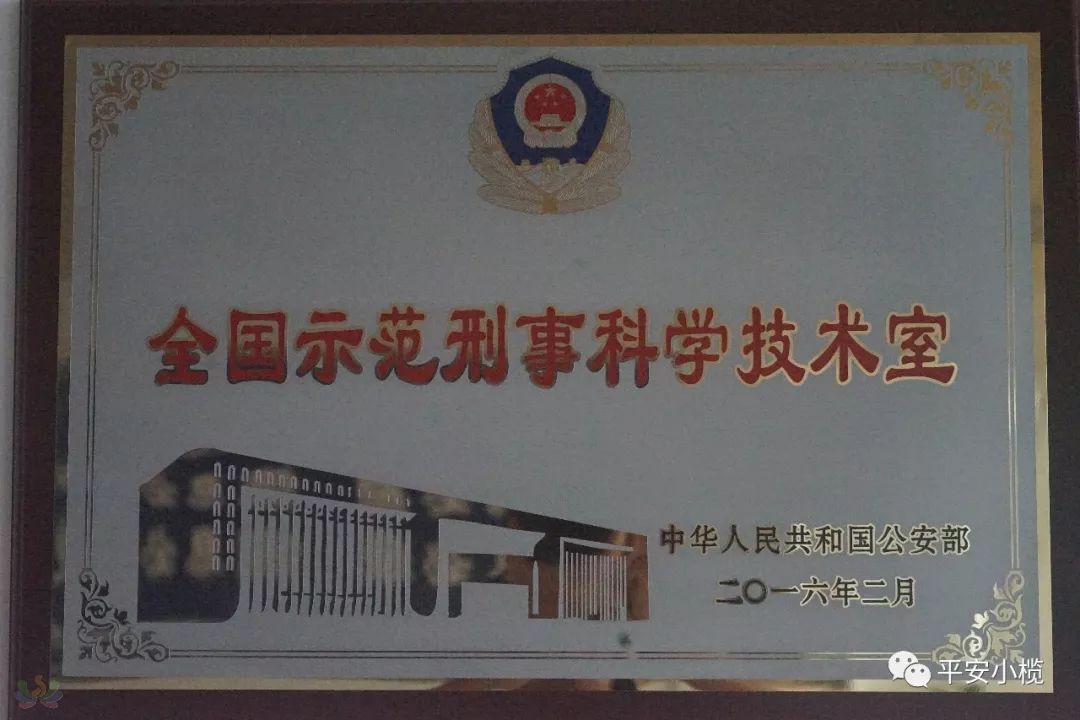 全国示范刑事科学技术室
中华人民共和国公安部
二〇一六年二月
平安小榄